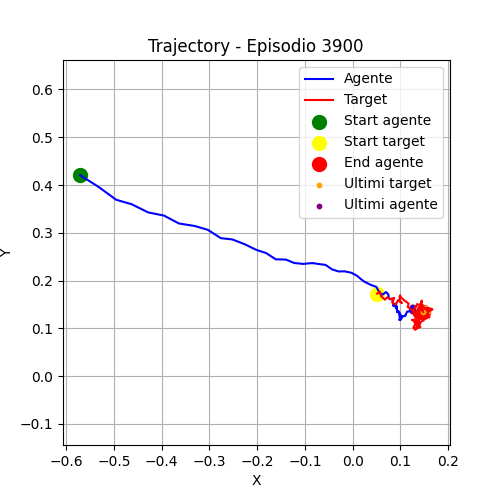 Trajectory - Episodio 3900
Agente
Target
Start agente
Start target
End agente
Ultimi target
Ultimi agente
Y
0.6
0.5
0.4
0.3
0.2
0.1
0.0
−0.1
−0.6
−0.5
−0.4
−0.3
−0.2
−0.1
0.0
0.1
0.2
X